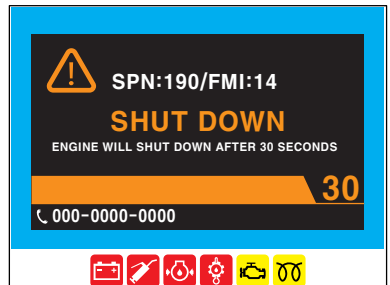 SPN:190/FMI:14
SHUT DOWN
ENGINE WILL SHUT DOWN AFTER 30 SECONDS
30
000-0000-0000